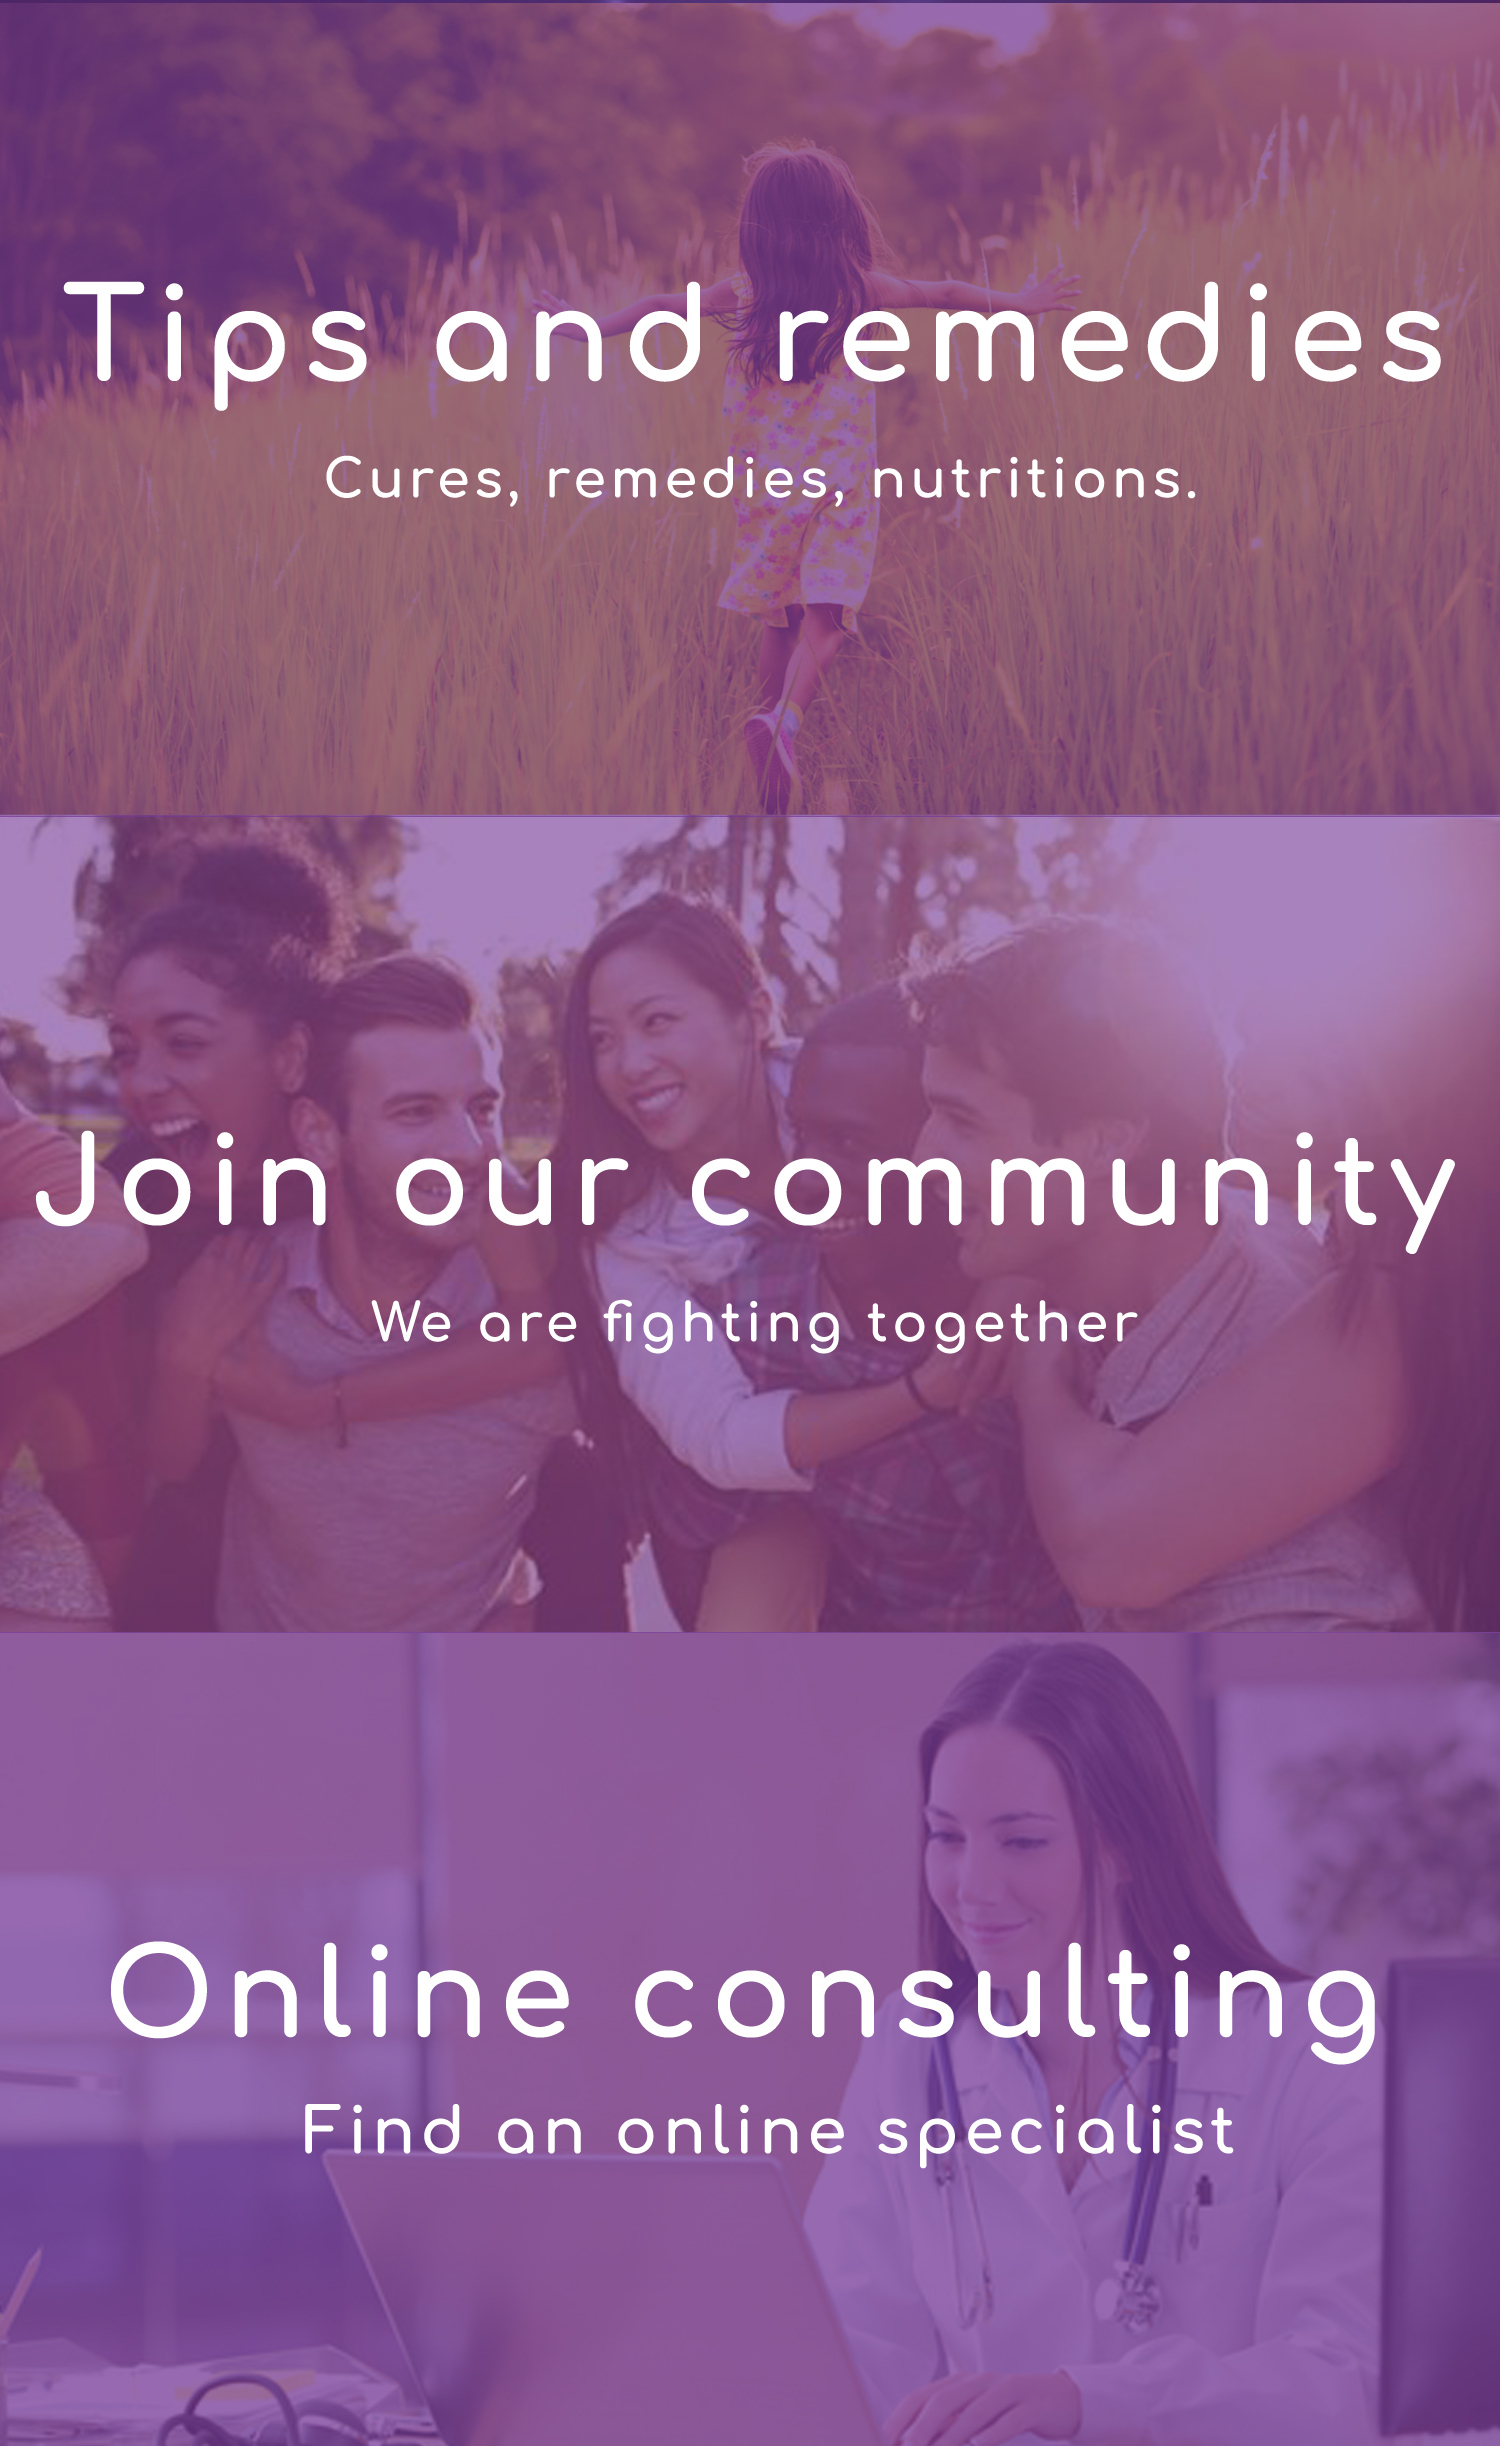 Tips and remedies
Cures, remedies, nutritions.
Join our community
We are fighting together
Online consulting
Find an online specialist